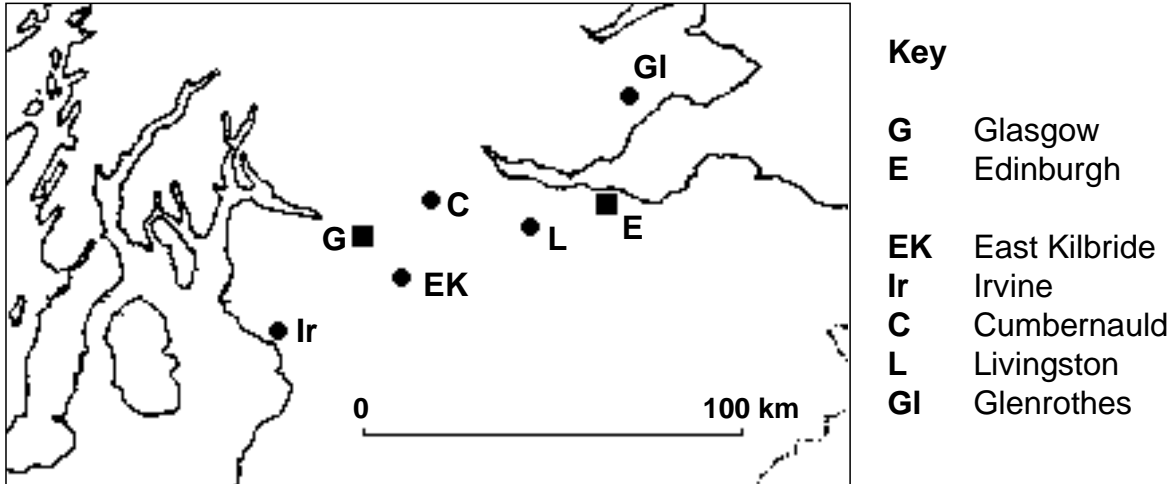 Gl
C
E
L
G
EK
Ir
0 100 km
Key
G Glasgow
E Edinburgh
EK East Kilbride
Ir Irvine
C Cumbernauld
L Livingston
Gl Glenrothes